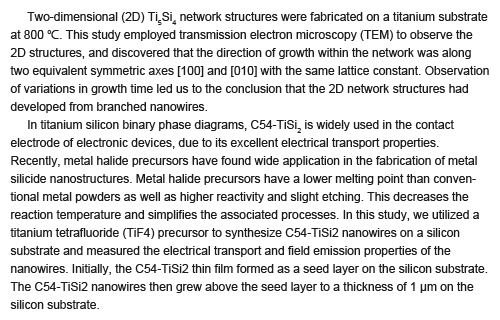 Two-dimensional (2D) Ti5Si4 network structures were fabricated on a titanium substrate
at 800 ℃. This study employed transmission electron microscopy (TEM) to observe the
2D structures, and discovered that the direction of growth within the network was along
two equivalent symmetric axes [100] and [010] with the same lattice constant. Observation
of variations in growth time led us to the conclusion that the 2D network structures had
developed from branched nanowires.
In titanium silicon binary phase diagrams, C54-TiSi2 is widely used in the contact
electrode of electronic devices, due to its excellent electrical transport properties.
Recently, metal halide precursors have found wide application in the fabrication of metal
silicide nanostructures. Metal halide precursors have a lower melting point than conven-
tional metal powders as well as higher reactivity and slight etching. This decreases the
reaction temperature and simplifies the associated processes. In this study, we utilized a
titanium tetrafluoride (TiF4) precursor to synthesize C54-TiSi2 nanowires on a silicon
substrate and measured the electrical transport and field emission properties of the
nanowires. Initially, the C54-TiSi2 thin film formed as a seed layer on the silicon substrate.
The C54-TiSi2 nanowires then grew above the seed layer to a thickness of 1 μm on the
silicon substrate.